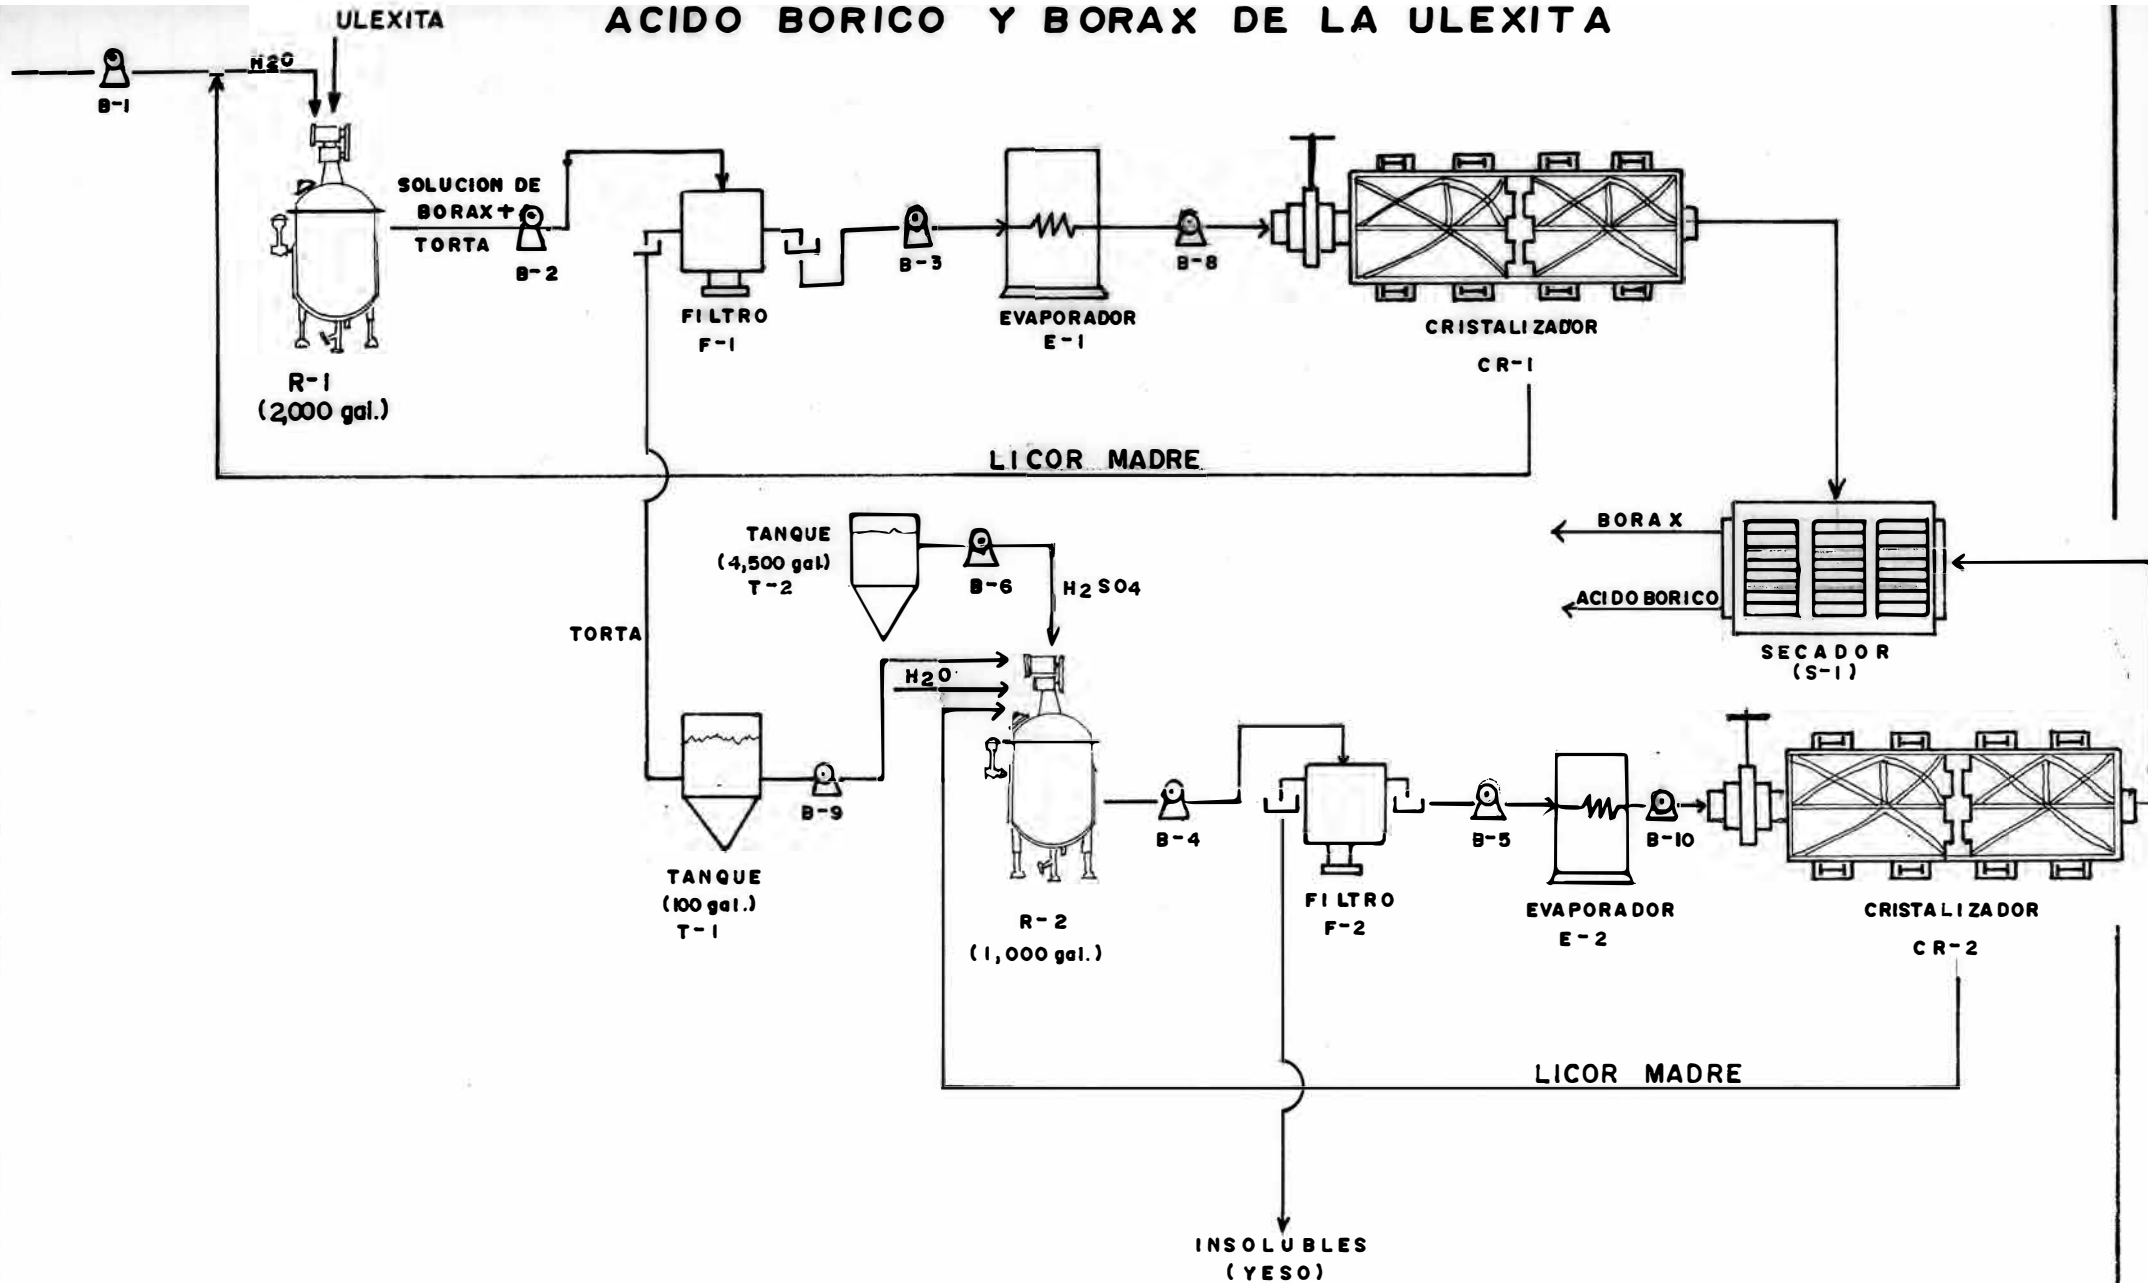 ACIDO BORICO Y BORAX DE LA ULEXITA
ULEXITA
H2O
B-1
SOLUCION DE
BORAX +
TORTA
B-2
R-1
(2,000 gal.)
FILTRO
F-1
B-3
EVAPORADOR
E-1
B-8
CRISTALIZADOR
CR-1
LICOR MADRE
TANQUE
(4,500 gal.)
T-2
B-6
H2SO4
BORAX
ACIDO BORICO
SECADOR
(S-1)
TORTA
H2O
B-9
TANQUE
(100 gal.)
T-1
R-2
(1,000 gal.)
B-4
FILTRO
F-2
B-5
EVAPORADOR
E-2
B-10
CRISTALIZADOR
CR-2
LICOR MADRE
INSOLUBLES
(YESO)